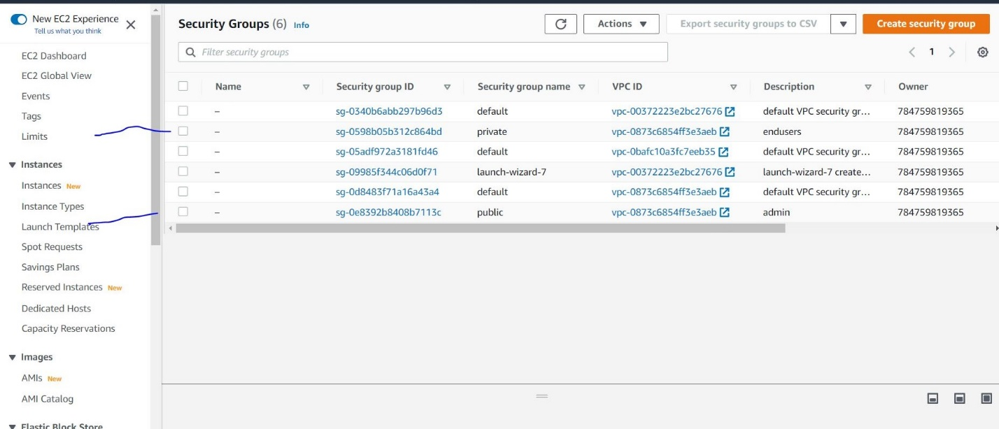 New EC2 Experience
Tell us what you think
EC2 Dashboard
EC2 Global View
Events
Tags
Limits
Instances
Instances New
Instance Types
Launch Templates
Spot Requests
Savings Plans
Reserved Instances New
Dedicated Hosts
Capacity Reservations
Images
AMIs New
AMI Catalog
Elastic Block Store
Security Groups (6) Info
Actions
Export security groups to CSV
Create security group
Filter security groups
1
Name Security group ID Security group name VPC ID Description Owner
– sg-0340b6abb297b96d3 default vpc-00372223e2bc27676 default VPC security gr... 784759819365
– sg-0598b05b312c864bd private vpc-0873c6854ff3e3aeb endusers 784759819365
– sg-05adf972a3181fd46 default vpc-0bafc10a3fc7eeb35 default VPC security gr... 784759819365
– sg-09985f344c06d0f71 launch-wizard-7 vpc-00372223e2bc27676 launch-wizard-7 create... 784759819365
– sg-0d8483f71a16a43a4 default vpc-0873c6854ff3e3aeb default VPC security gr... 784759819365
– sg-0e8392b8408b7113c public vpc-0873c6854ff3e3aeb admin 784759819365